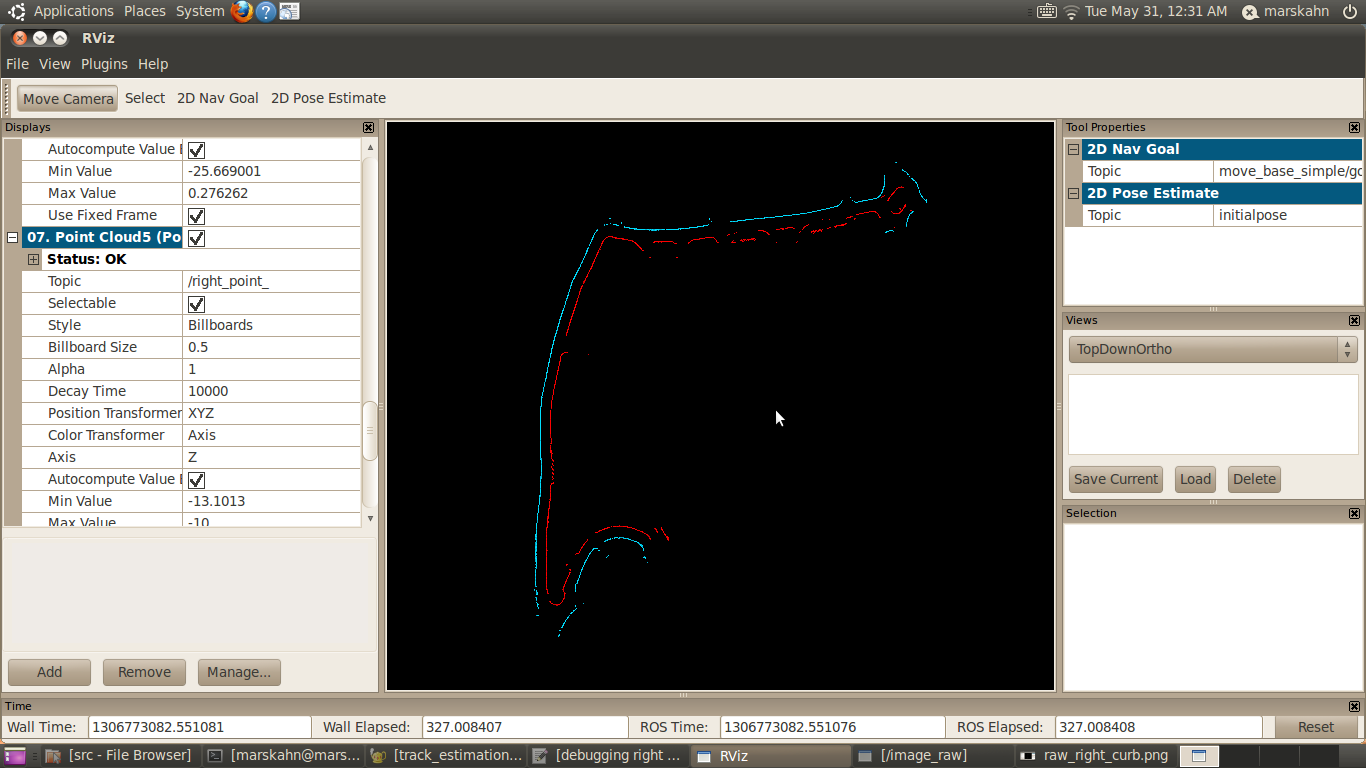 Applications Places System Tue May 31, 12:31 AM marskahn
RViz
File View Plugins Help
Move Camera Select 2D Nav Goal 2D Pose Estimate
Displays
Autocompute Value
Min Value -25.669001
Max Value 0.276262
Use Fixed Frame
07. Point Cloud5 (Po
Status: OK
Topic /right_point_
Selectable
Style Billboards
Billboard Size 0.5
Alpha 1
Decay Time 10000
Position Transformer XYZ
Color Transformer Axis
Axis Z
Autocompute Value
Min Value -13.1013
Max Value -10
Add Remove Manage...
Tool Properties
2D Nav Goal
Topic move_base_simple/go
2D Pose Estimate
Topic initialpose
Views
TopDownOrtho
Save Current Load Delete
Selection
Time
Wall Time: 1306773082.551081 Wall Elapsed: 327.008407 ROS Time: 1306773082.551076 ROS Elapsed: 327.008408 Reset
[src - File Browser] [marskahn@mars... [track_estimation... [debugging right ... RViz [/image_raw] raw_right_curb.png